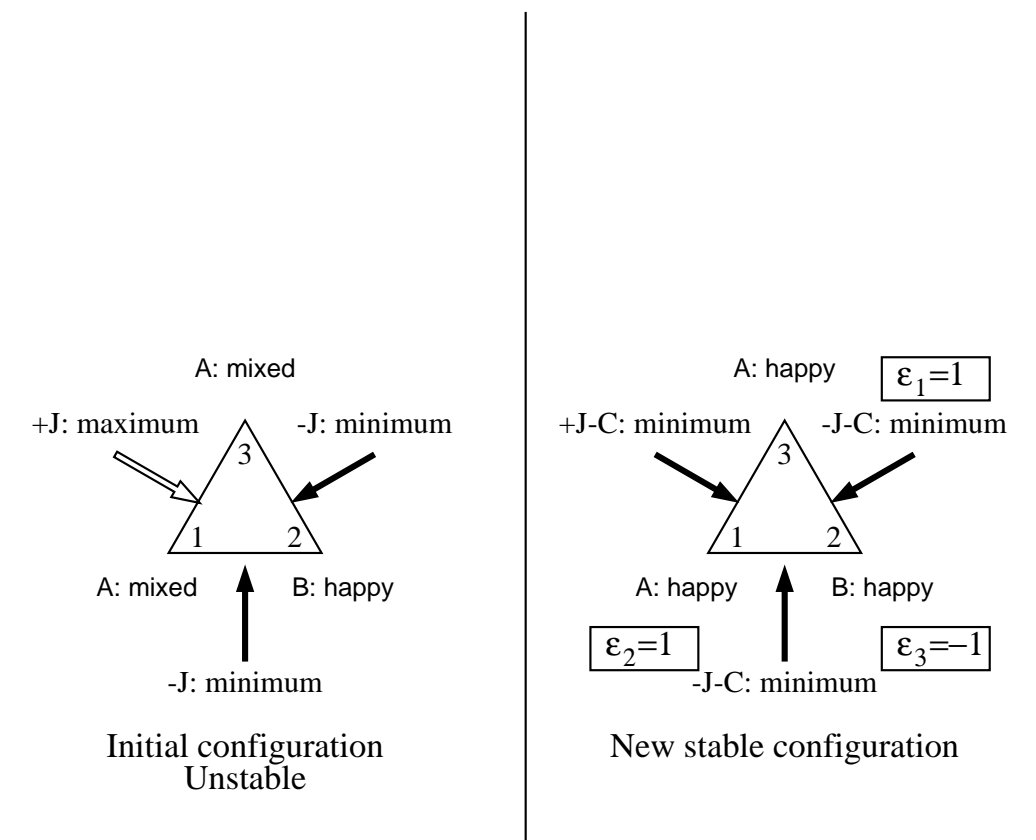 A: mixed
+J: maximum
-J: minimum
3
1
2
A: mixed
B: happy
-J: minimum
Initial configuration
Unstable
A: happy
ε₁=1
+J-C: minimum
-J-C: minimum
3
1
2
A: happy
B: happy
ε₂=1
ε₃=−1
-J-C: minimum
New stable configuration